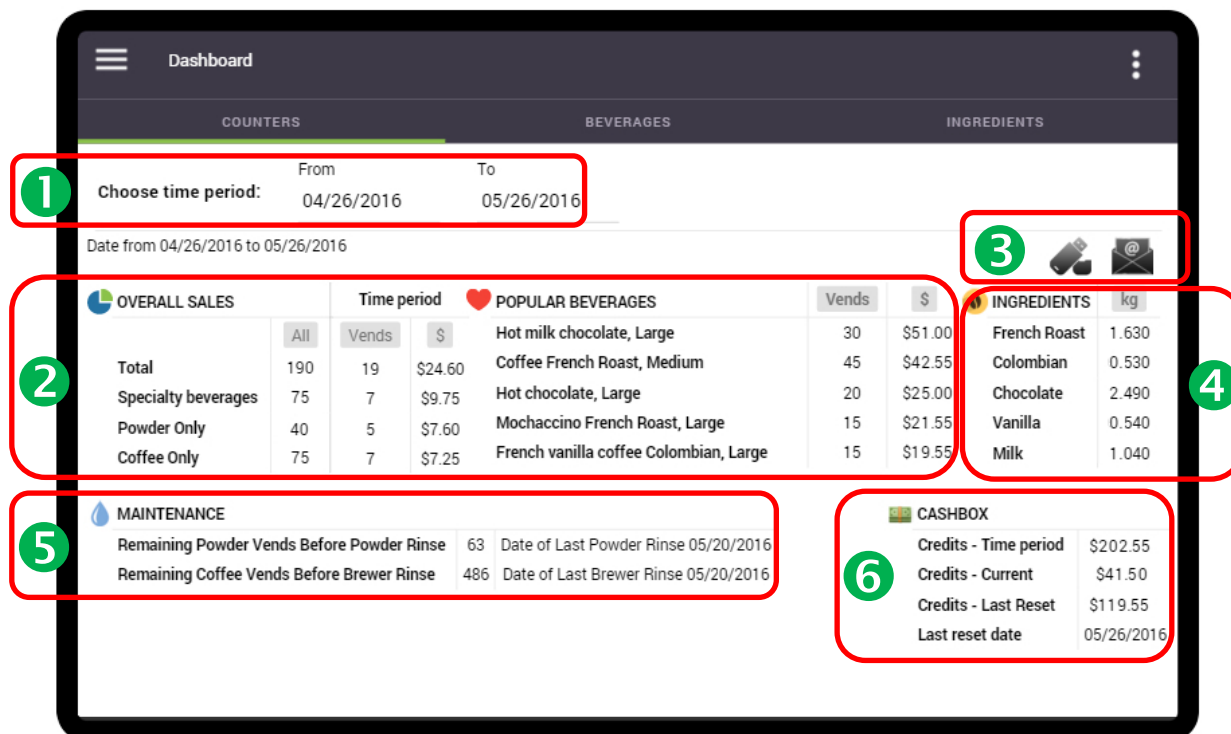 Dashboard
COUNTERS BEVERAGES INGREDIENTS
1
Choose time period: From To
04/26/2016 05/26/2016
Date from 04/26/2016 to 05/26/2016
3 @
2
OVERALL SALES Time period
All Vends $
Total 190 19 $24.60
Specialty beverages 75 7 $9.75
Powder Only 40 5 $7.60
Coffee Only 75 7 $7.25
POPULAR BEVERAGES Vends $
Hot milk chocolate, Large 30 $51.00
Coffee French Roast, Medium 45 $42.55
Hot chocolate, Large 20 $25.00
Mochaccino French Roast, Large 15 $21.55
French vanilla coffee Colombian, Large 15 $19.55
INGREDIENTS kg
French Roast 1.630
Colombian 0.530
Chocolate 2.490
Vanilla 0.540
Milk 1.040
4
5
MAINTENANCE
Remaining Powder Vends Before Powder Rinse 63 Date of Last Powder Rinse 05/20/2016
Remaining Coffee Vends Before Brewer Rinse 486 Date of Last Brewer Rinse 05/20/2016
6
CASHBOX
Credits - Time period $202.55
Credits - Current $41.50
Credits - Last Reset $119.55
Last reset date 05/26/2016